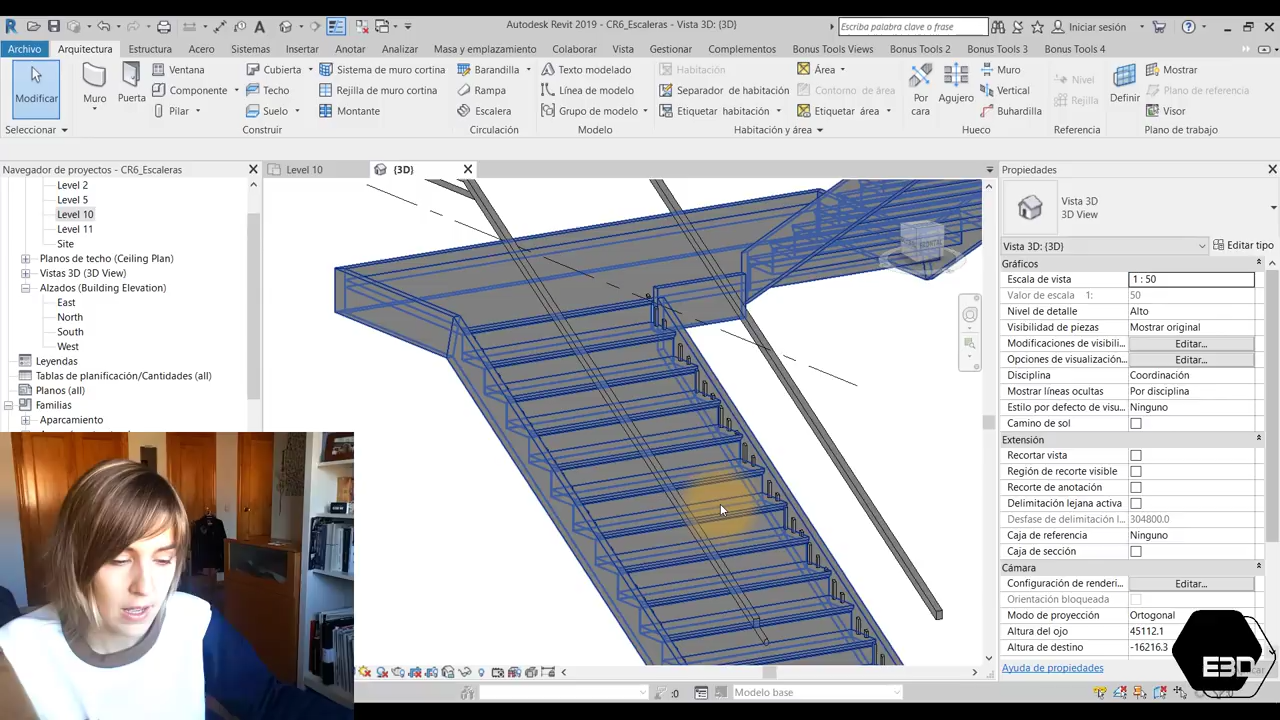 Autodesk Revit 2019 - CR6_Escaleras - Vista 3D: {3D}
Escriba palabra clave o frase
Iniciar sesión
Archivo Arquitectura Estructura Acero Sistemas Insertar Anotar Analizar Masa y emplazamiento Colaborar Vista Gestionar Complementos Bonus Tools Views Bonus Tools 2 Bonus Tools 3 Bonus Tools 4
Modificar
Muro
Puerta
Ventana
Componente
Pilar
Cubierta
Techo
Suelo
Sistema de muro cortina
Rejilla de muro cortina
Montante
Barandilla
Rampa
Escalera
Texto modelado
Línea de modelo
Grupo de modelo
Habitación
Separador de habitación
Etiquetar habitación
Área
Contorno de área
Etiquetar área
Por cara
Agujero
Muro
Vertical
Buhardilla
Nivel
Rejilla
Definir
Mostrar
Plano de referencia
Visor
Seleccionar Construir Circulación Modelo Habitación y área Hueco Referencia Plano de trabajo
Navegador de proyectos - CR6_Escaleras
Level 2
Level 5
Level 10
Level 11
Site
Planos de techo (Ceiling Plan)
Vistas 3D (3D View)
Alzados (Building Elevation)
East
North
South
West
Leyendas
Tablas de planificación/Cantidades (all)
Planos (all)
Familias
Aparcamiento
Level 10
{3D}
Propiedades
Vista 3D
3D View
Vista 3D: {3D} Editar tipo
Gráficos
Escala de vista 1 : 50
Valor de escala 1: 50
Nivel de detalle Alto
Visibilidad de piezas Mostrar original
Modificaciones de visibili... Editar...
Opciones de visualización... Editar...
Disciplina Coordinación
Mostrar líneas ocultas Por disciplina
Estilo por defecto de visu... Ninguno
Camino de sol
Extensión
Recortar vista
Región de recorte visible
Recorte de anotación
Delimitación lejana activa
Desfase de delimitación l... 304800.0
Caja de referencia Ninguno
Caja de sección
Cámara
Configuración de renderi... Editar...
Orientación bloqueada
Modo de proyección Ortogonal
Altura del ojo 45112.1
Altura de destino -16216.3
Ayuda de propiedades
:0
Modelo base
E3D